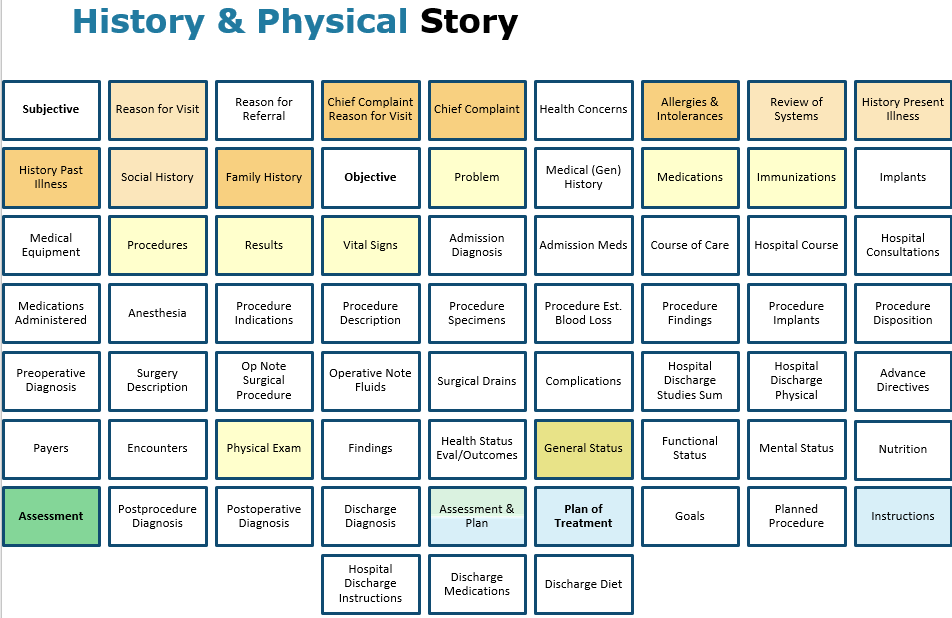 History & Physical Story
Subjective
Reason for Visit
Reason for
Referral
Chief Complaint
Reason for Visit
Chief Complaint
Health Concerns
Allergies &
Intolerances
Review of
Systems
History Present
Illness
History Past
Illness
Social History
Family History
Objective
Problem
Medical (Gen)
History
Medications
Immunizations
Implants
Medical
Equipment
Procedures
Results
Vital Signs
Admission
Diagnosis
Admission Meds
Course of Care
Hospital Course
Hospital
Consultations
Medications
Administered
Anesthesia
Procedure
Indications
Procedure
Description
Procedure
Specimens
Procedure Est.
Blood Loss
Procedure
Findings
Procedure
Implants
Procedure
Disposition
Preoperative
Diagnosis
Surgery
Description
Op Note
Surgical
Procedure
Operative Note
Fluids
Surgical Drains
Complications
Hospital
Discharge
Studies Sum
Hospital
Discharge
Physical
Advance
Directives
Payers
Encounters
Physical Exam
Findings
Health Status
Eval/Outcomes
General Status
Functional
Status
Mental Status
Nutrition
Assessment
Postprocedure
Diagnosis
Postoperative
Diagnosis
Discharge
Diagnosis
Assessment &
Plan
Plan of
Treatment
Goals
Planned
Procedure
Instructions
Hospital
Discharge
Instructions
Discharge
Medications
Discharge Diet